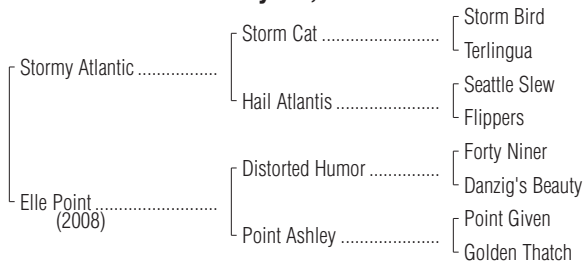 Storm Bird
Storm Cat ........................
Terlingua
Stormy Atlantic ................
Seattle Slew
Hail Atlantis .....................
Flippers
Forty Niner
Distorted Humor ..............
Danzig's Beauty
Elle Point .........................
(2008)
Point Given
Point Ashley ....................
Golden Thatch